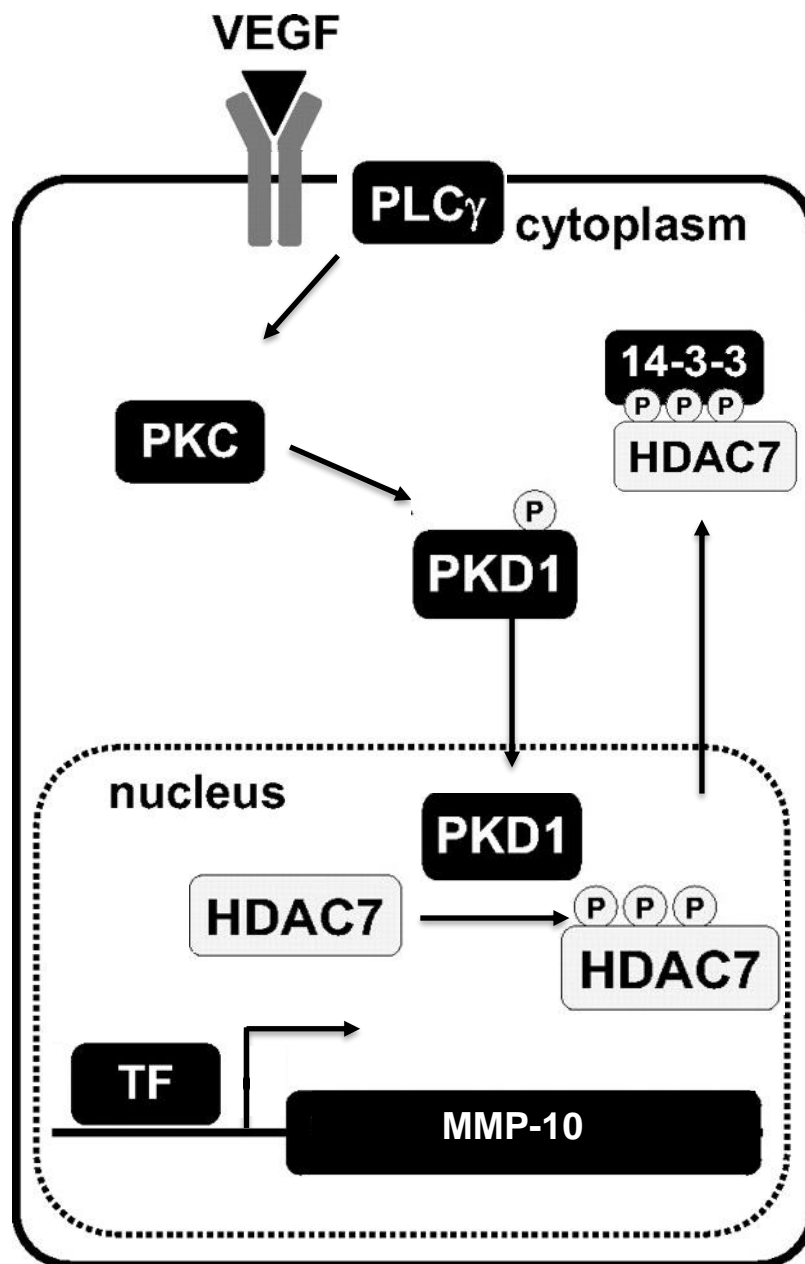 VEGF
PLCγ
cytoplasm
14-3-3
P P P
HDAC7
PKC
P
PKD1
nucleus
PKD1
HDAC7
P P P
HDAC7
TF
MMP-10